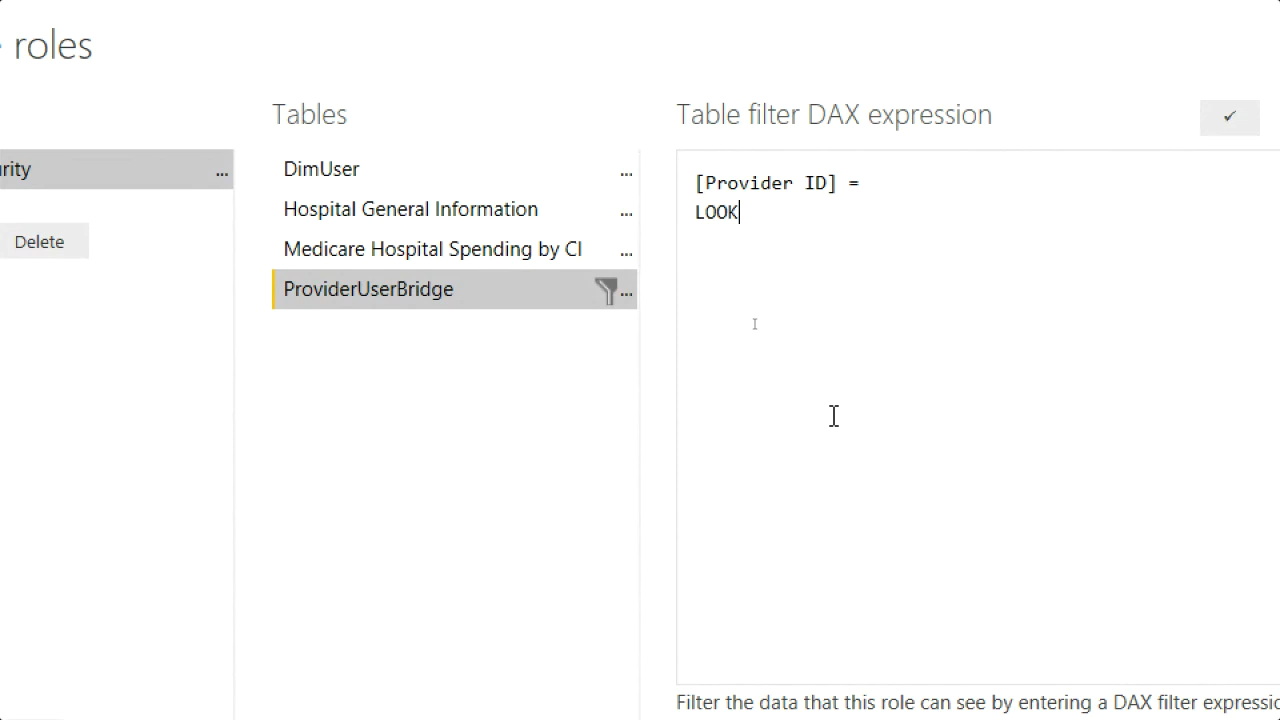 roles
Tables
Table filter DAX expression
rity
...
DimUser
...
[Provider ID] =
Hospital General Information
...
LOOK
Delete
Medicare Hospital Spending by Cl
...
ProviderUserBridge
...
Filter the data that this role can see by entering a DAX filter expressio